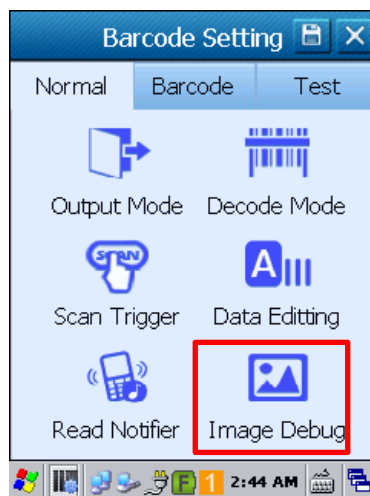 Barcode Setting
Normal Barcode Test
Output Mode Decode Mode
SCAN
A
Scan Trigger Data Editting
Read Notifier Image Debug
F 1 2:44 AM